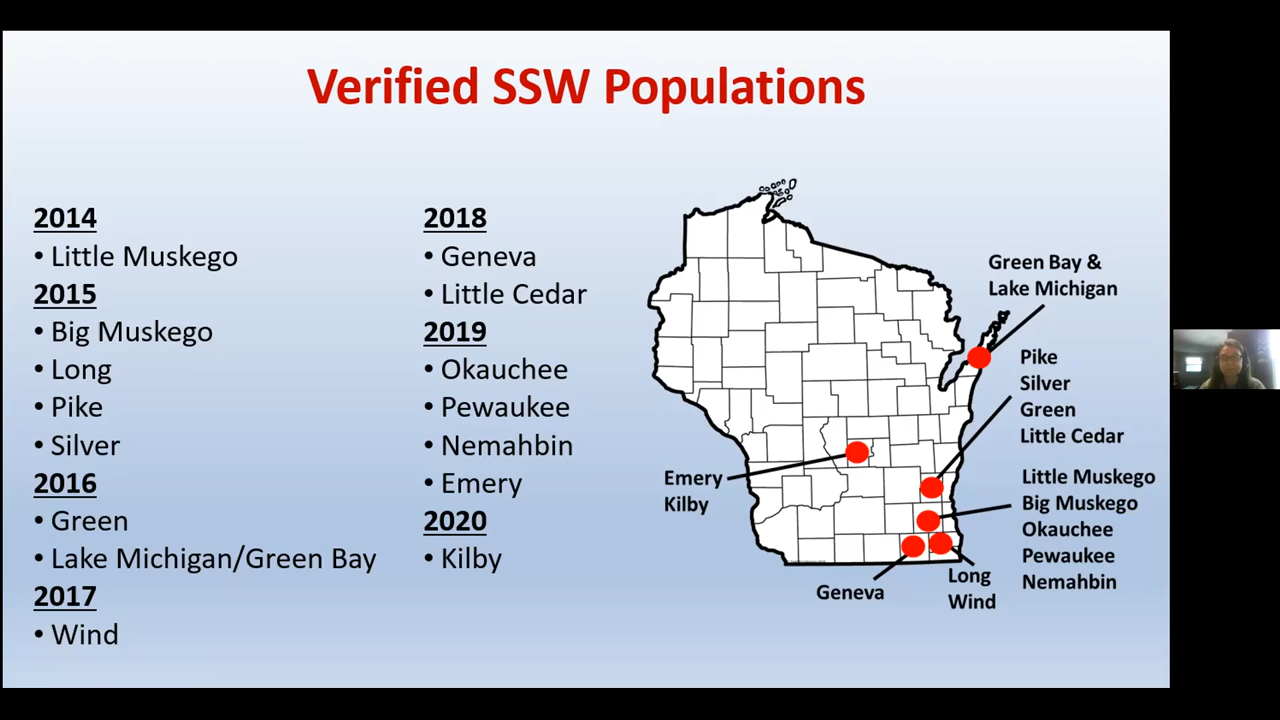 Verified SSW Populations
2014
• Little Muskego
2015
• Big Muskego
• Long
• Pike
• Silver
2016
• Green
• Lake Michigan/Green Bay
2017
• Wind
2018
• Geneva
• Little Cedar
2019
• Okauchee
• Pewaukee
• Nemahbin
• Emery
2020
• Kilby
Green Bay &
Lake Michigan
Pike
Silver
Green
Little Cedar
Emery
Kilby
Little Muskego
Big Muskego
Okauchee
Pewaukee
Nemahbin
Geneva
Long
Wind